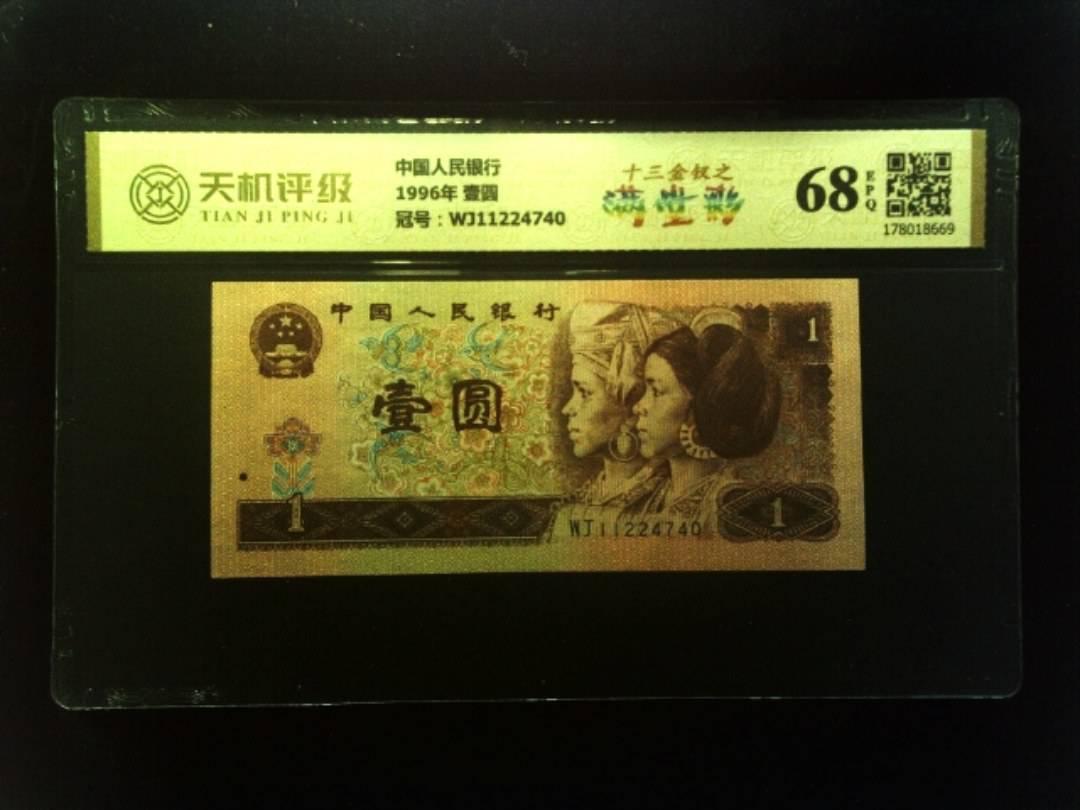 天机评级
TIAN JI PING JI
中国人民银行
1996年 壹圆
冠号：WJ11224740
十三金钗之
满堂彩
68
EPQ
178018669
中国人民银行
1
壹圆
1
WJ11224740
1